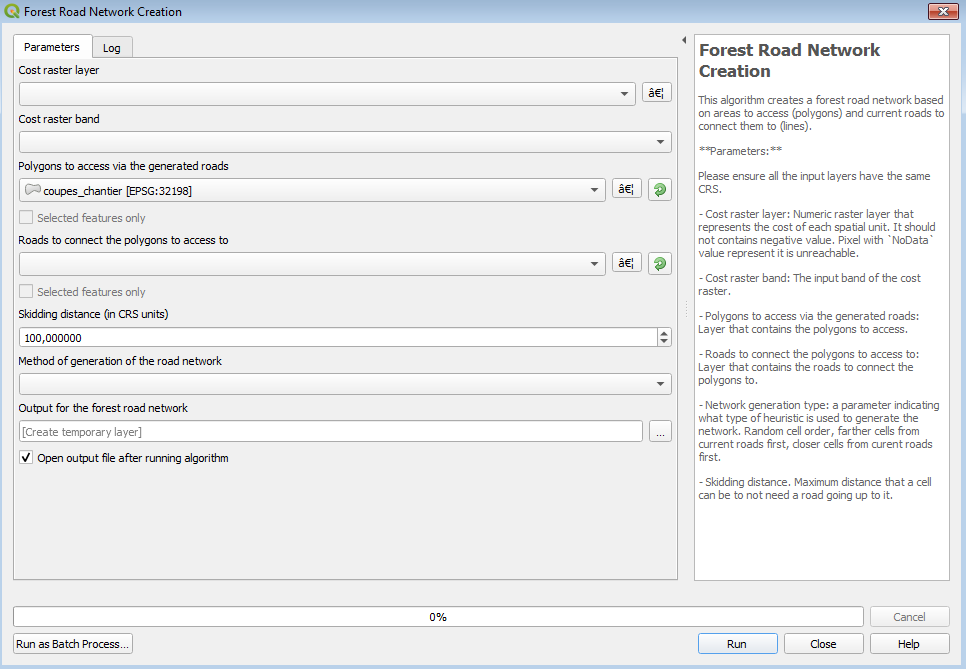 Forest Road Network Creation
Parameters
Log
Cost raster layer
â€¦
Cost raster band
Polygons to access via the generated roads
coupes_chantier [EPSG:32198]
â€¦
Selected features only
Roads to connect the polygons to access to
â€¦
Selected features only
Skidding distance (in CRS units)
100,000000
Method of generation of the road network
Output for the forest road network
[Create temporary layer]
...
Open output file after running algorithm
Forest Road Network
Creation
This algorithm creates a forest road network based
on areas to access (polygons) and current roads to
connect them to (lines).
**Parameters:**
Please ensure all the input layers have the same
CRS.
- Cost raster layer: Numeric raster layer that
represents the cost of each spatial unit. It should
not contains negative value. Pixel with `NoData`
value represent it is unreachable.
- Cost raster band: The input band of the cost
raster.
- Polygons to access via the generated roads:
Layer that contains the polygons to access.
- Roads to connect the polygons to access to:
Layer that contains the roads to connect the
polygons to.
- Network generation type: a parameter indicating
what type of heuristic is used to generate the
network. Random cell order, farther cells from
current roads first, closer cells from curent roads
first.
- Skidding distance. Maximum distance that a cell
can be to not need a road going up to it.
0%
Cancel
Run as Batch Process...
Run
Close
Help